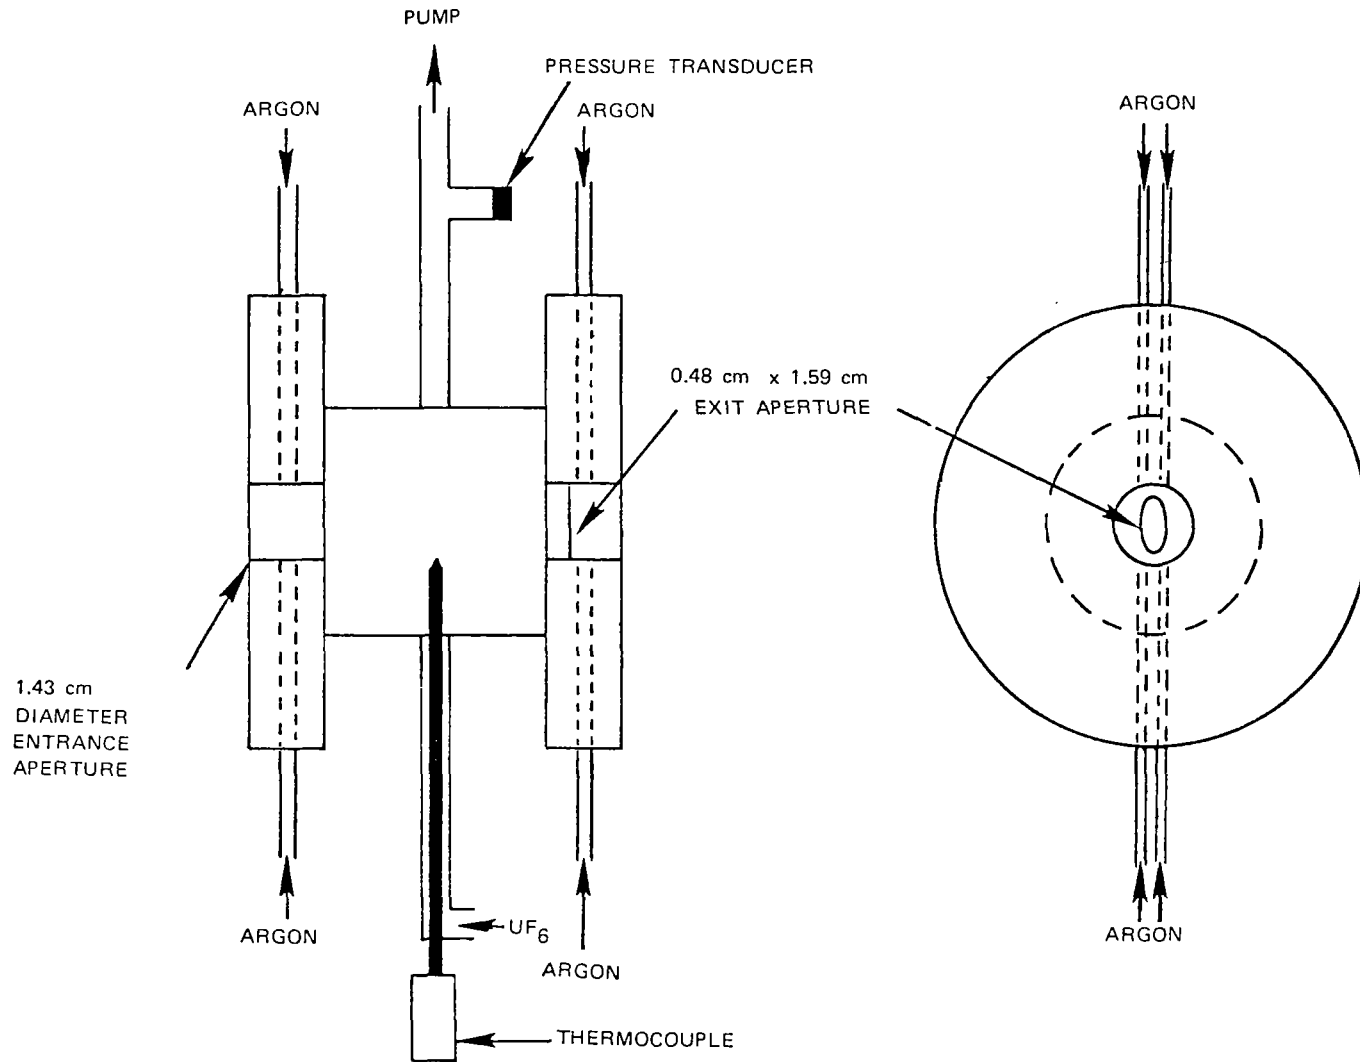 PUMP
PRESSURE TRANSDUCER
ARGON
ARGON
ARGON
0.48 cm x 1.59 cm
EXIT APERTURE
1.43 cm
DIAMETER
ENTRANCE
APERTURE
UF6
ARGON
ARGON
ARGON
THERMOCOUPLE